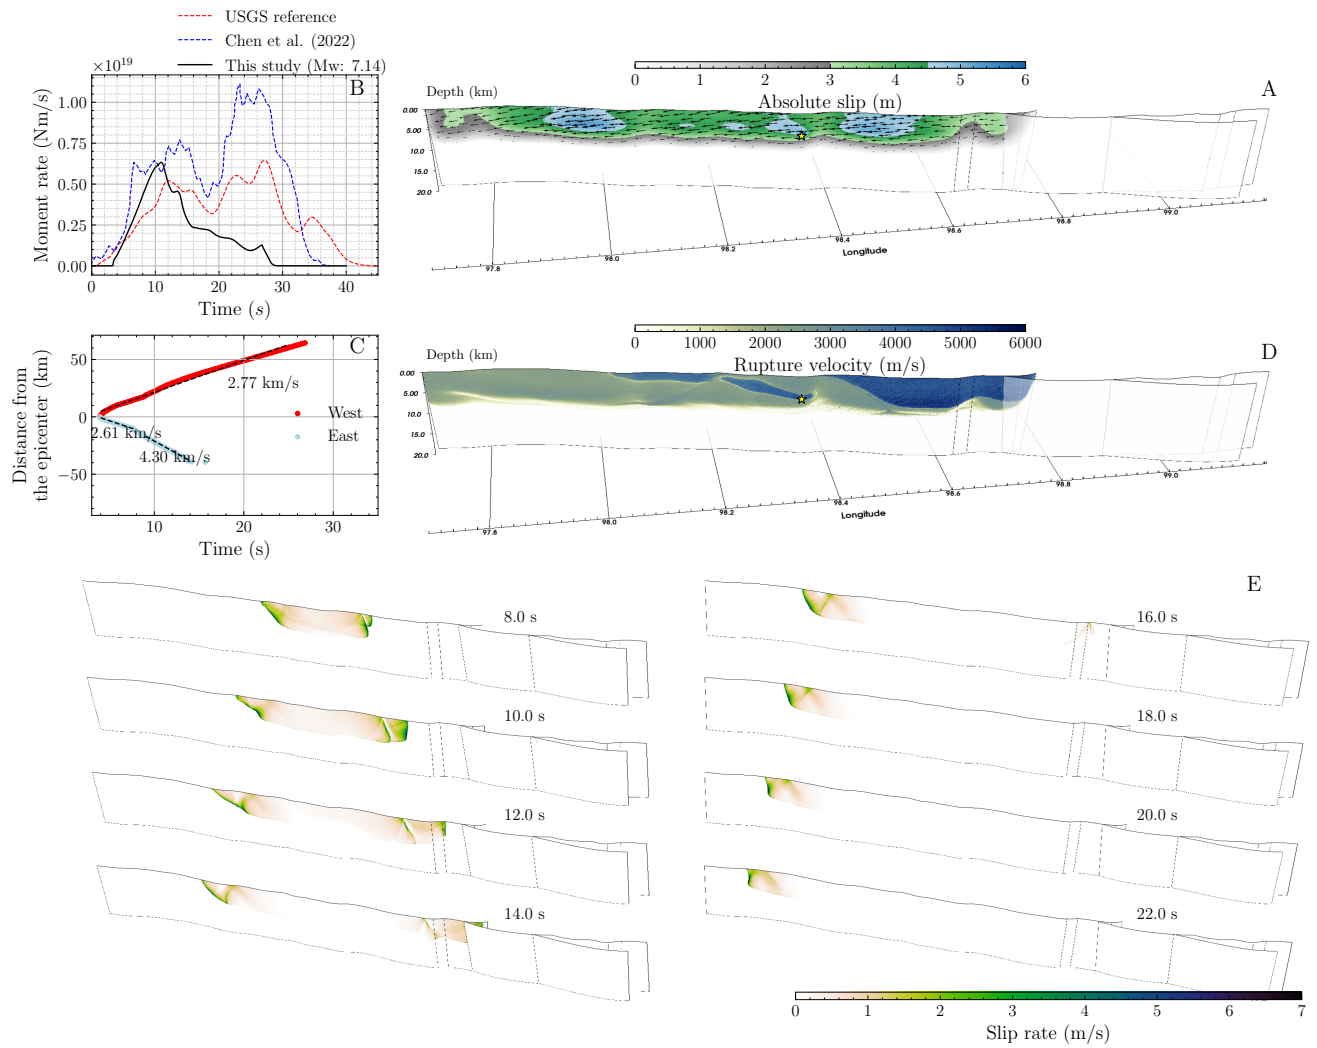 USGS reference
Chen et al. (2022)
This study (Mw: 7.14)
×10¹⁹
B
Moment rate (Nm/s)
1.00
0.75
0.50
0.25
0.00
0 10 20 30 40
Time (s)
0 1 2 3 4 5 6
Absolute slip (m)
A
Depth (km)
0.00
5.00
10.0
15.0
20.0
97.8 98.0 98.2 98.4 98.6 98.8 99.0
Longitude
C
Distance from
the epicenter (km)
50
0
−50
2.77 km/s
West
East
2.61 km/s
4.30 km/s
10 20 30
Time (s)
0 1000 2000 3000 4000 5000 6000
Rupture velocity (m/s)
D
Depth (km)
0.00
5.00
10.0
15.0
20.0
97.8 98.0 98.2 98.4 98.6 98.8 99.0
Longitude
E
8.0 s
16.0 s
10.0 s
18.0 s
12.0 s
20.0 s
14.0 s
22.0 s
0 1 2 3 4 5 6 7
Slip rate (m/s)